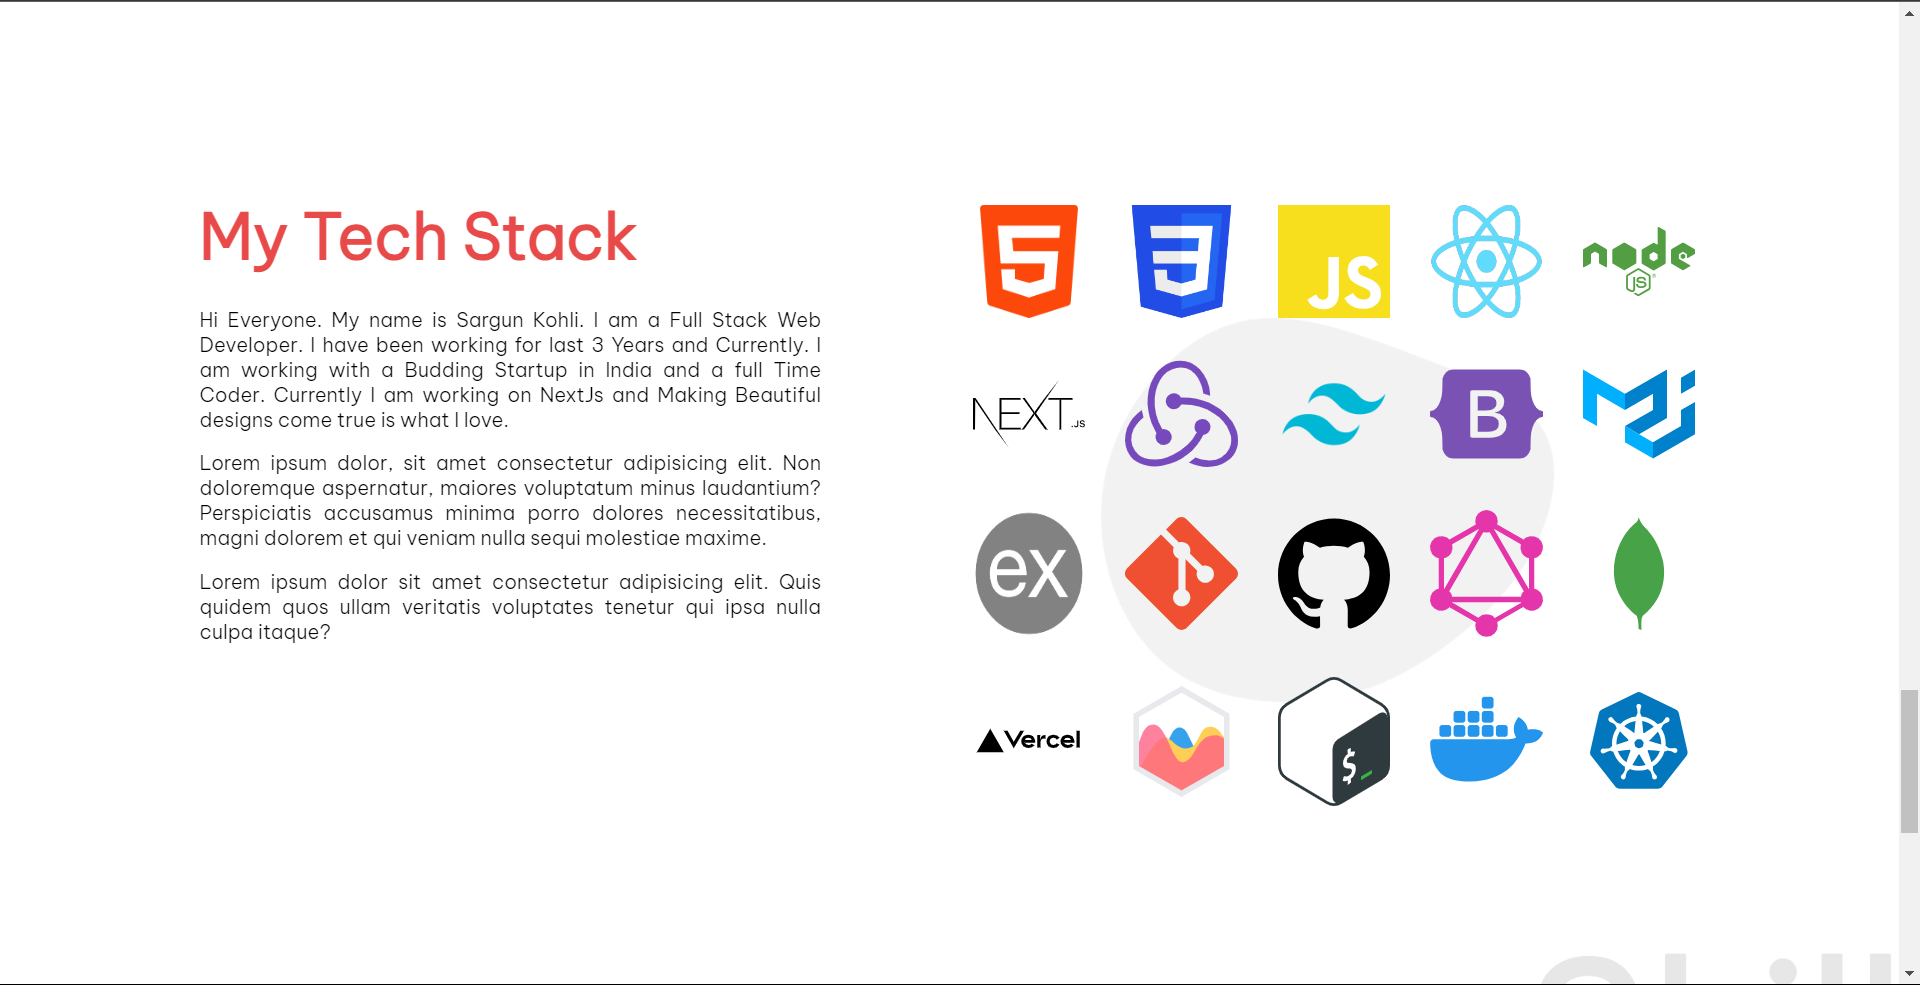 My Tech Stack
Hi Everyone. My name is Sargun Kohli. I am a Full Stack Web
Developer. I have been working for last 3 Years and Currently. I
am working with a Budding Startup in India and a full Time
Coder. Currently I am working on NextJs and Making Beautiful
designs come true is what I love.
Lorem ipsum dolor, sit amet consectetur adipisicing elit. Non
doloremque aspernatur, maiores voluptatum minus laudantium?
Perspiciatis accusamus minima porro dolores necessitatibus,
magni dolorem et qui veniam nulla sequi molestiae maxime.
Lorem ipsum dolor sit amet consectetur adipisicing elit. Quis
quidem quos ullam veritatis voluptates tenetur qui ipsa nulla
culpa itaque?
5
3
JS
node
JS
NEXT.JS
B
ex
Vercel
$_